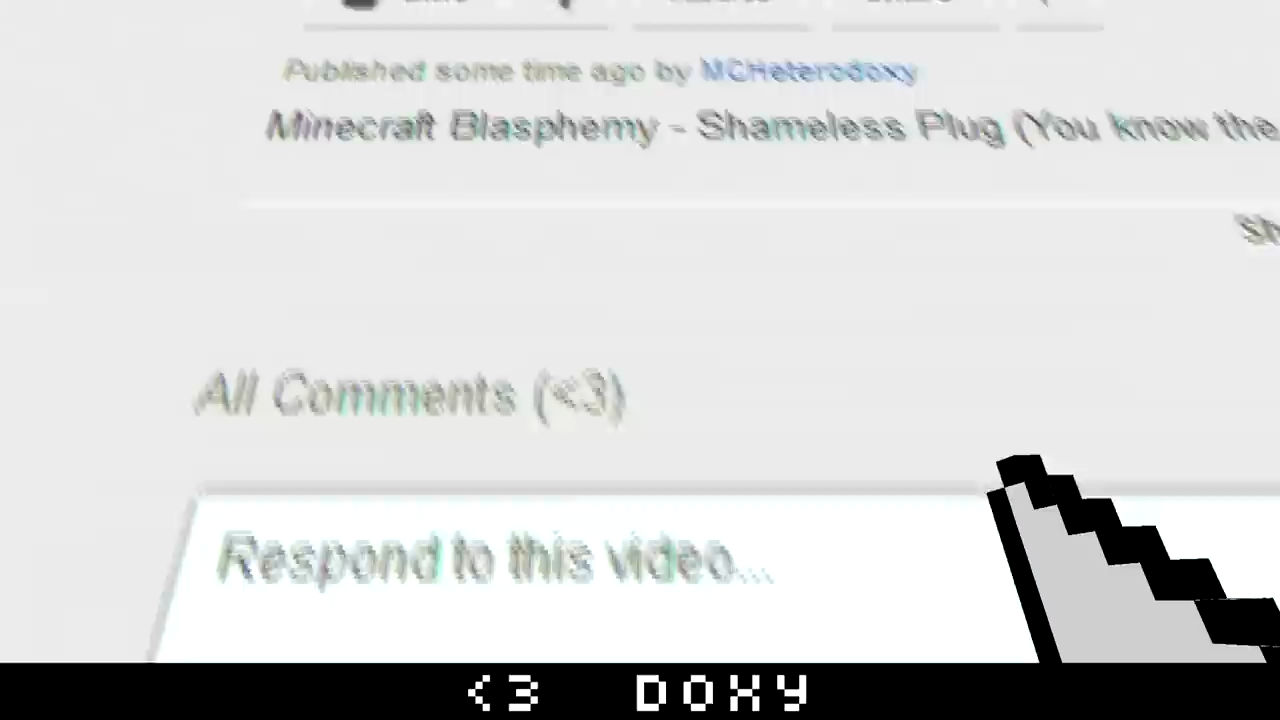 Published some time ago by MCHeterodoxy
Minecraft Blasphemy - Shameless Plug (You know the
Sh
All Comments (<3)
Respond to this video...
<3 DOXY